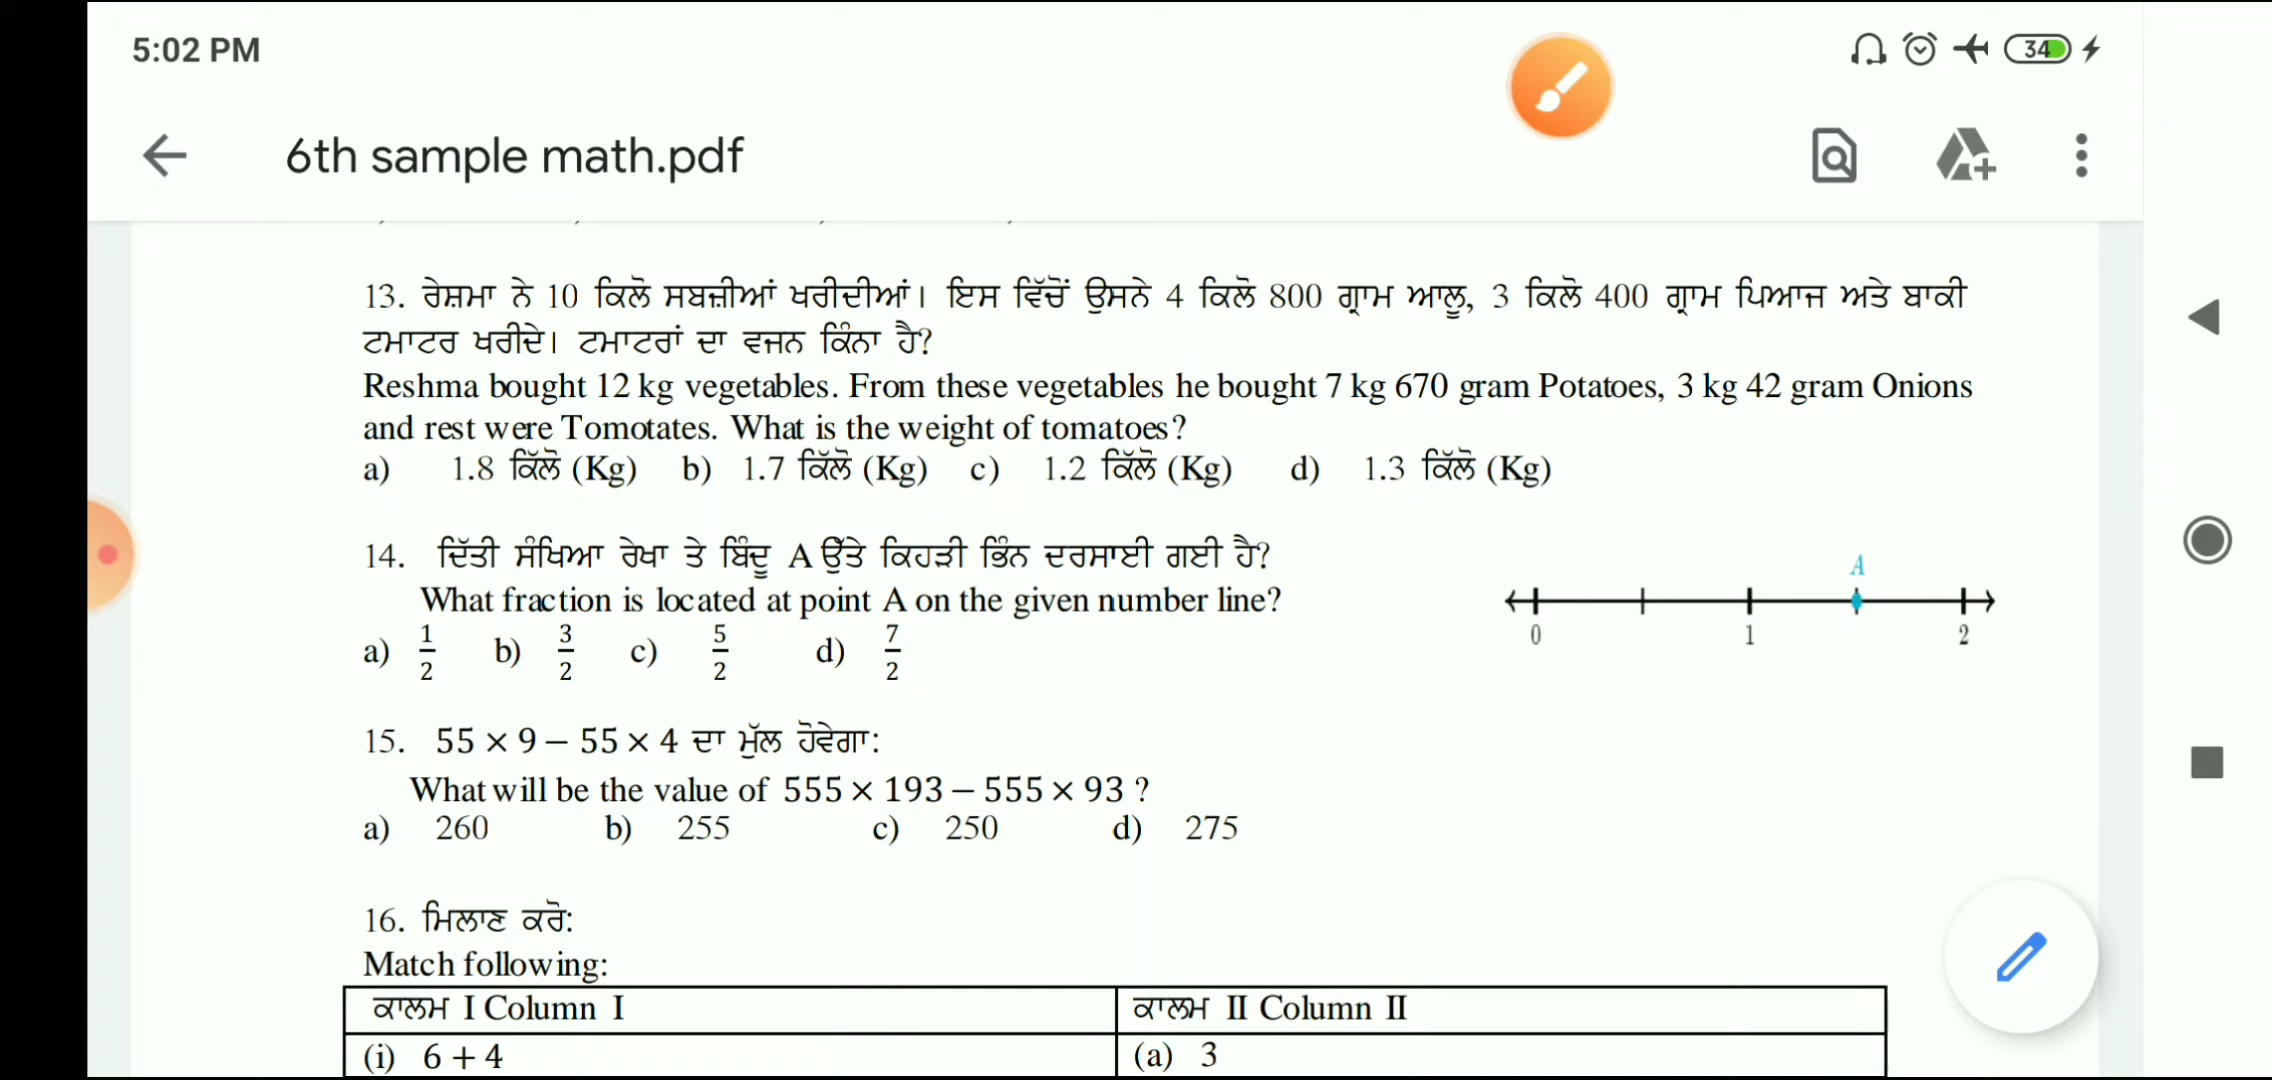 5:02 PM
34
6th sample math.pdf
13. ਰੇਸ਼ਮਾ ਨੇ 10 ਕਿਲੋ ਸਬਜ਼ੀਆਂ ਖਰੀਦੀਆਂ। ਇਸ ਵਿੱਚੋਂ ਉਸਨੇ 4 ਕਿਲੋ 800 ਗ੍ਰਾਮ ਆਲੂ, 3 ਕਿਲੋ 400 ਗ੍ਰਾਮ ਪਿਆਜ ਅਤੇ ਬਾਕੀ
ਟਮਾਟਰ ਖਰੀਦੇ। ਟਮਾਟਰਾਂ ਦਾ ਵਜਨ ਕਿੰਨਾ ਹੈ?
Reshma bought 12 kg vegetables. From these vegetables he bought 7 kg 670 gram Potatoes, 3 kg 42 gram Onions
and rest were Tomotates. What is the weight of tomatoes?
a) 1.8 ਕਿੱਲੋ (Kg) b) 1.7 ਕਿੱਲੋ (Kg) c) 1.2 ਕਿੱਲੋ (Kg) d) 1.3 ਕਿੱਲੋ (Kg)
14. ਦਿੱਤੀ ਸੰਖਿਆ ਰੇਖਾ ਤੇ ਬਿੰਦੂ A ਉੱਤੇ ਕਿਹੜੀ ਭਿੰਨ ਦਰਸਾਈ ਗਈ ਹੈ?
What fraction is located at point A on the given number line?
a) 1/2 b) 3/2 c) 5/2 d) 7/2
A
0 1 2
15. 55 × 9 – 55 × 4 ਦਾ ਮੁੱਲ ਹੋਵੇਗਾ:
What will be the value of 555 × 193 – 555 × 93 ?
a) 260 b) 255 c) 250 d) 275
16. ਮਿਲਾਣ ਕਰੋ:
Match following:
ਕਾਲਮ I Column I ਕਾਲਮ II Column II
(i) 6 + 4 (a) 3